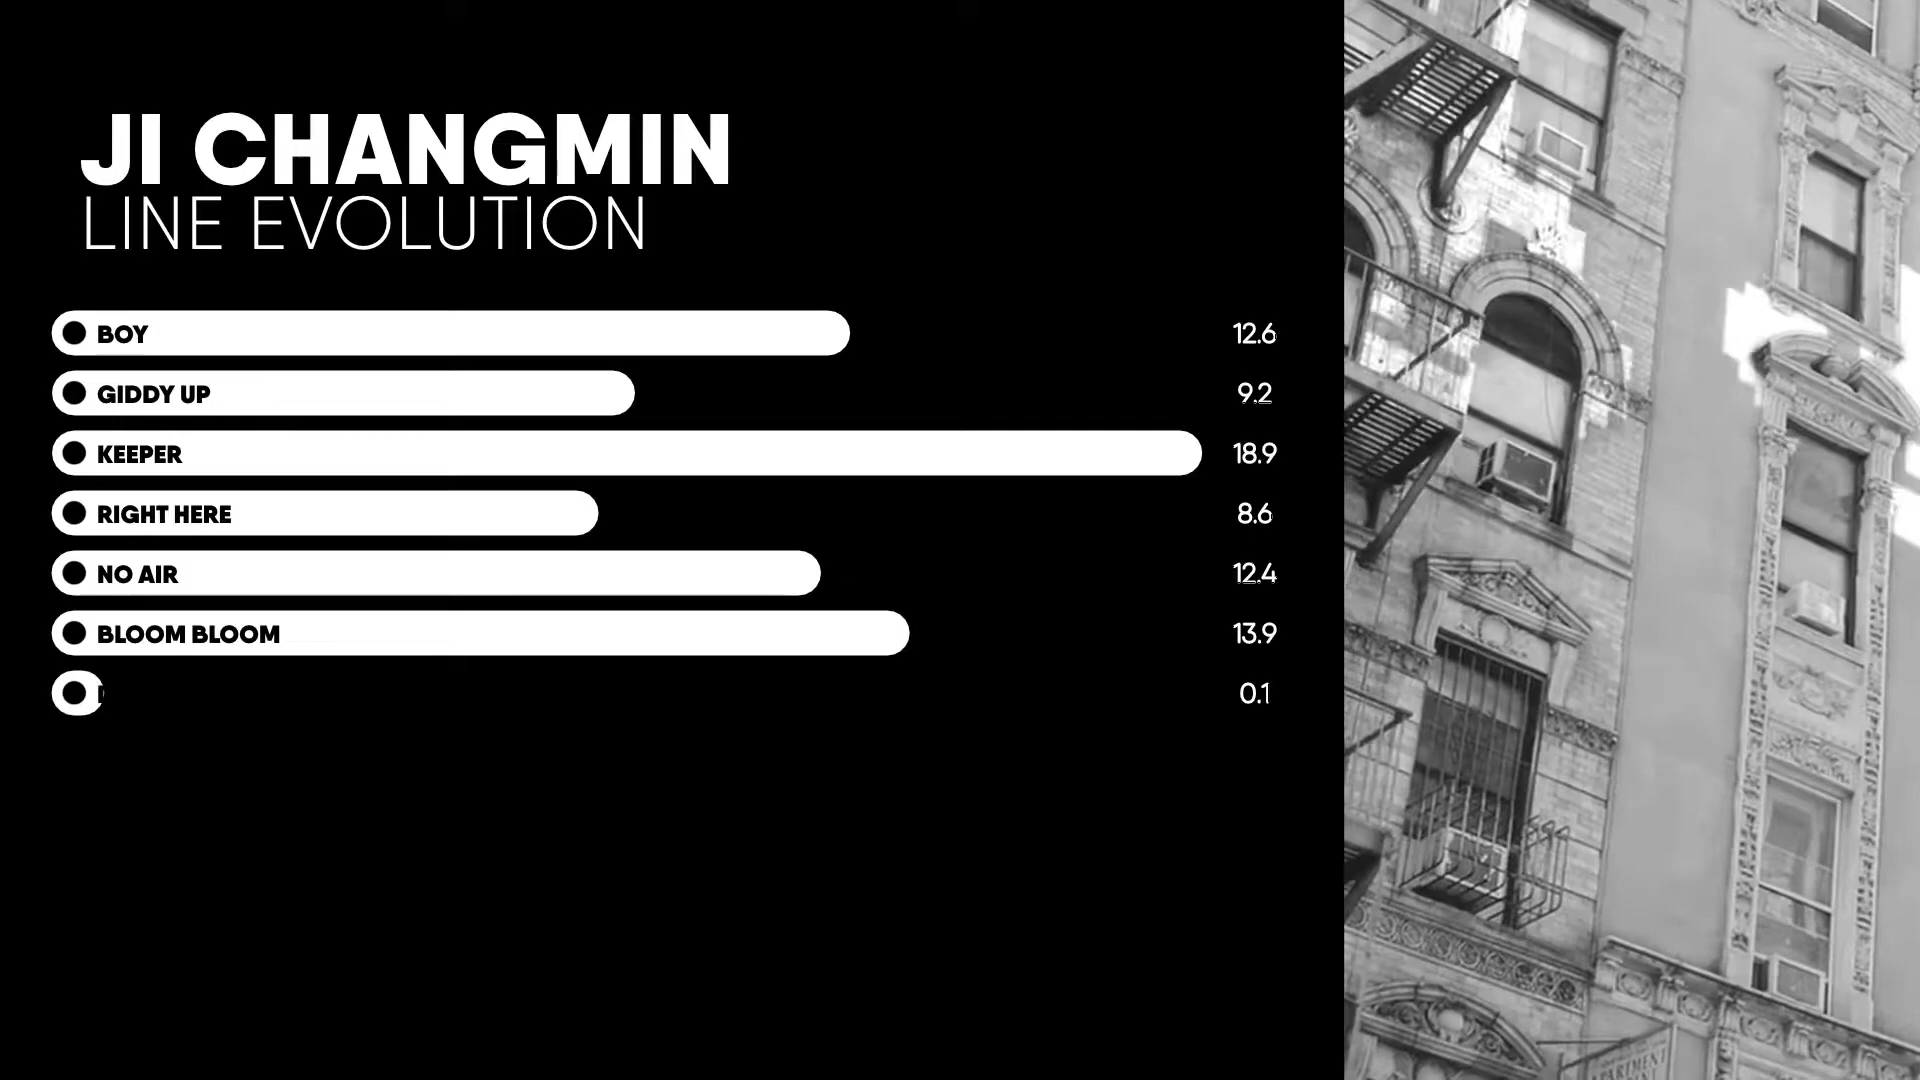 JI CHANGMIN
LINE EVOLUTION
BOY 12.6
GIDDY UP 9.2
KEEPER 18.9
RIGHT HERE 8.6
NO AIR 12.4
BLOOM BLOOM 13.9
0.1
APARTMENT